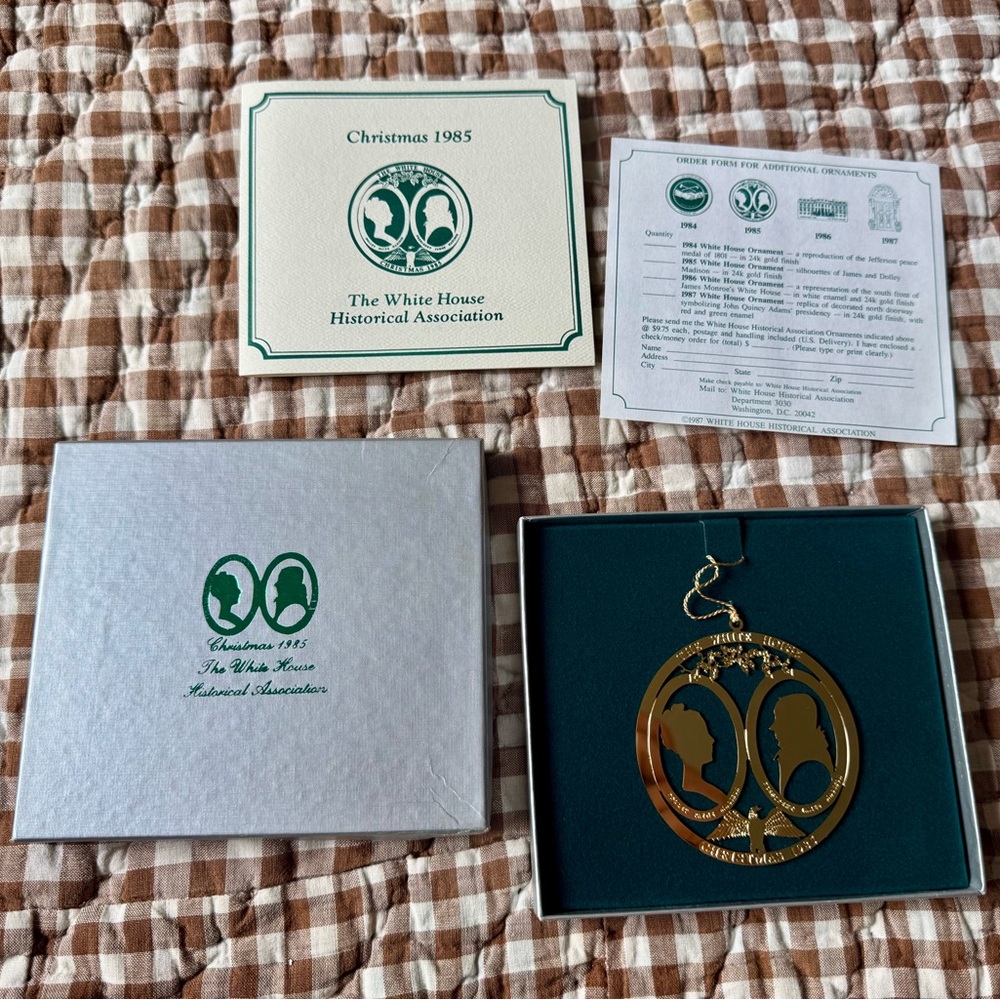 Christmas 1985
THE WHITE HOUSE
CHRISTMAS 1985
The White House
Historical Association
ORDER FORM FOR ADDITIONAL ORNAMENTS
1984
1985
1986
1987
Quantity
1984 White House Ornament — a reproduction of the Jefferson peace
medal of 1801 — in 24k gold finish
1985 White House Ornament — silhouettes of James and Dolley
Madison — in 24k gold finish
1986 White House Ornament — a representation of the south front of
James Monroe's White House — in white enamel and 24k gold finish
1987 White House Ornament — replica of decorated north doorway
symbolizing John Quincy Adams' presidency — in 24k gold finish, with
red and green enamel
Please send me the White House Historical Association Ornaments indicated above
@ $9.75 each, postage and handling included (U.S. Delivery). I have enclosed a
check/money order for (total) $ ______. (Please type or print clearly.)
Name
Address
City State Zip
Make check payable to: White House Historical Association
Mail to: White House Historical Association
Department 3030
Washington, D.C. 20042
©1987 WHITE HOUSE HISTORICAL ASSOCIATION
Christmas 1985
The White House
Historical Association
WHITE HOUSE
CHRISTMAS 1985